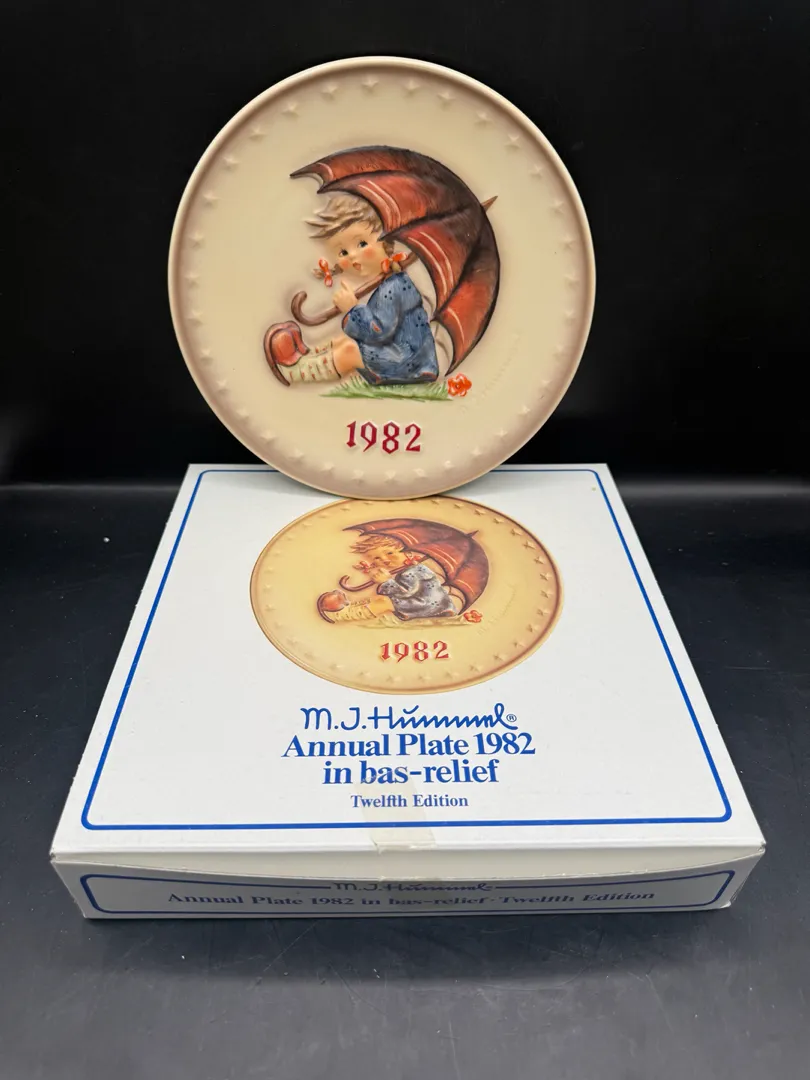 1982
1982
M.J.Hummel®
Annual Plate 1982
in bas-relief
Twelfth Edition
M.J.Hummel
Annual Plate 1982 in bas-relief · Twelfth Edition